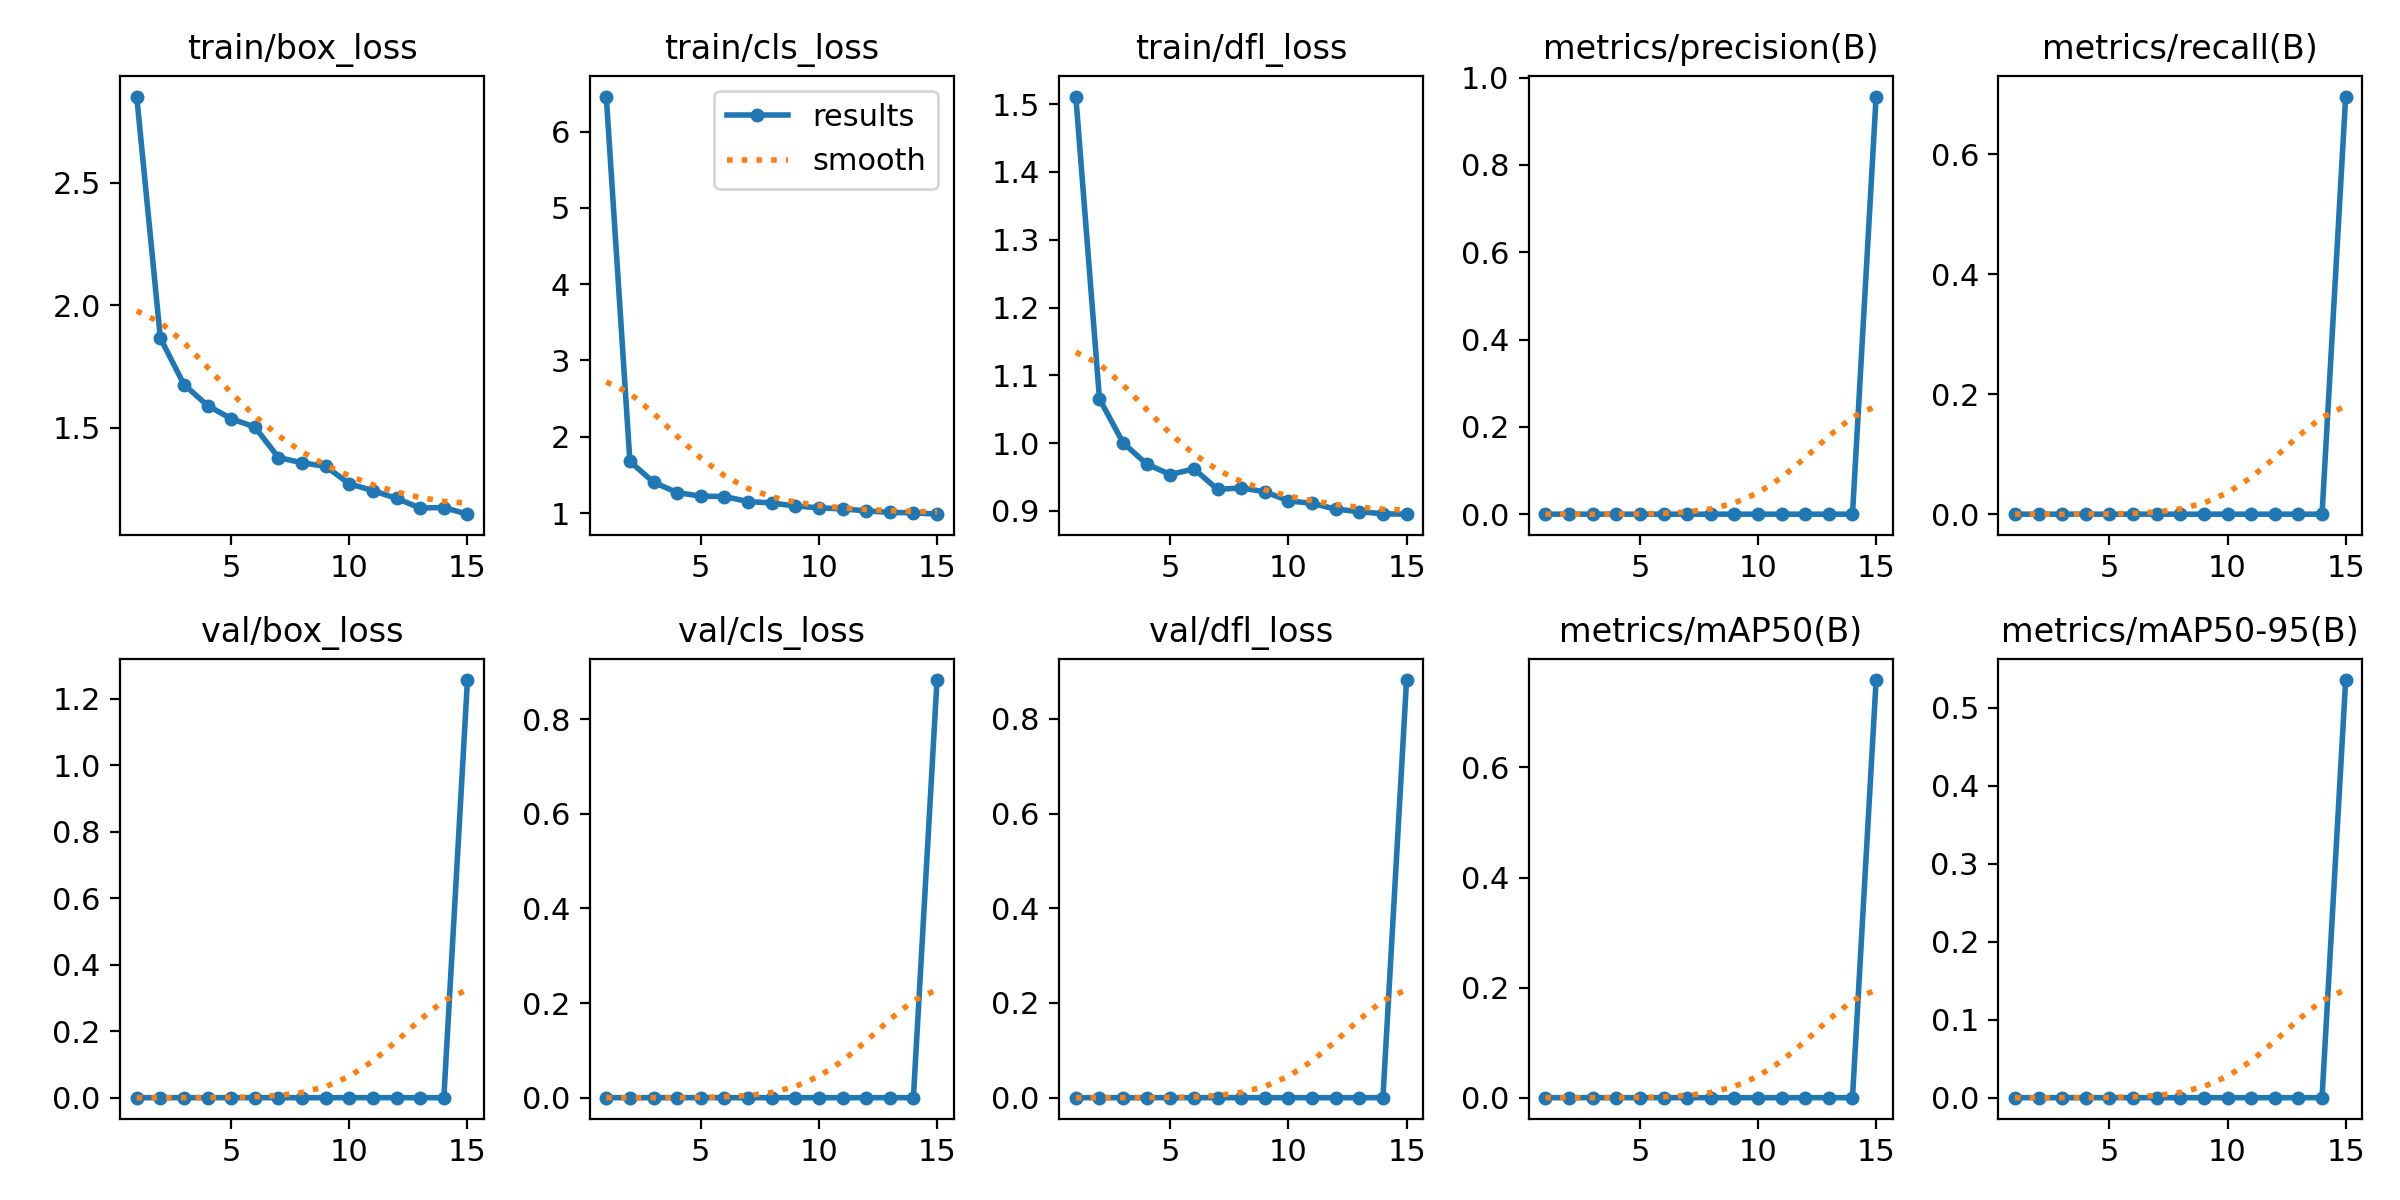 train/box_loss
2.5
2.0
1.5
5 10 15
train/cls_loss
results
smooth
6
5
4
3
2
1
5 10 15
train/dfl_loss
1.5
1.4
1.3
1.2
1.1
1.0
0.9
5 10 15
metrics/precision(B)
1.0
0.8
0.6
0.4
0.2
0.0
5 10 15
metrics/recall(B)
0.6
0.4
0.2
0.0
5 10 15
val/box_loss
1.2
1.0
0.8
0.6
0.4
0.2
0.0
5 10 15
val/cls_loss
0.8
0.6
0.4
0.2
0.0
5 10 15
val/dfl_loss
0.8
0.6
0.4
0.2
0.0
5 10 15
metrics/mAP50(B)
0.6
0.4
0.2
0.0
5 10 15
metrics/mAP50-95(B)
0.5
0.4
0.3
0.2
0.1
0.0
5 10 15